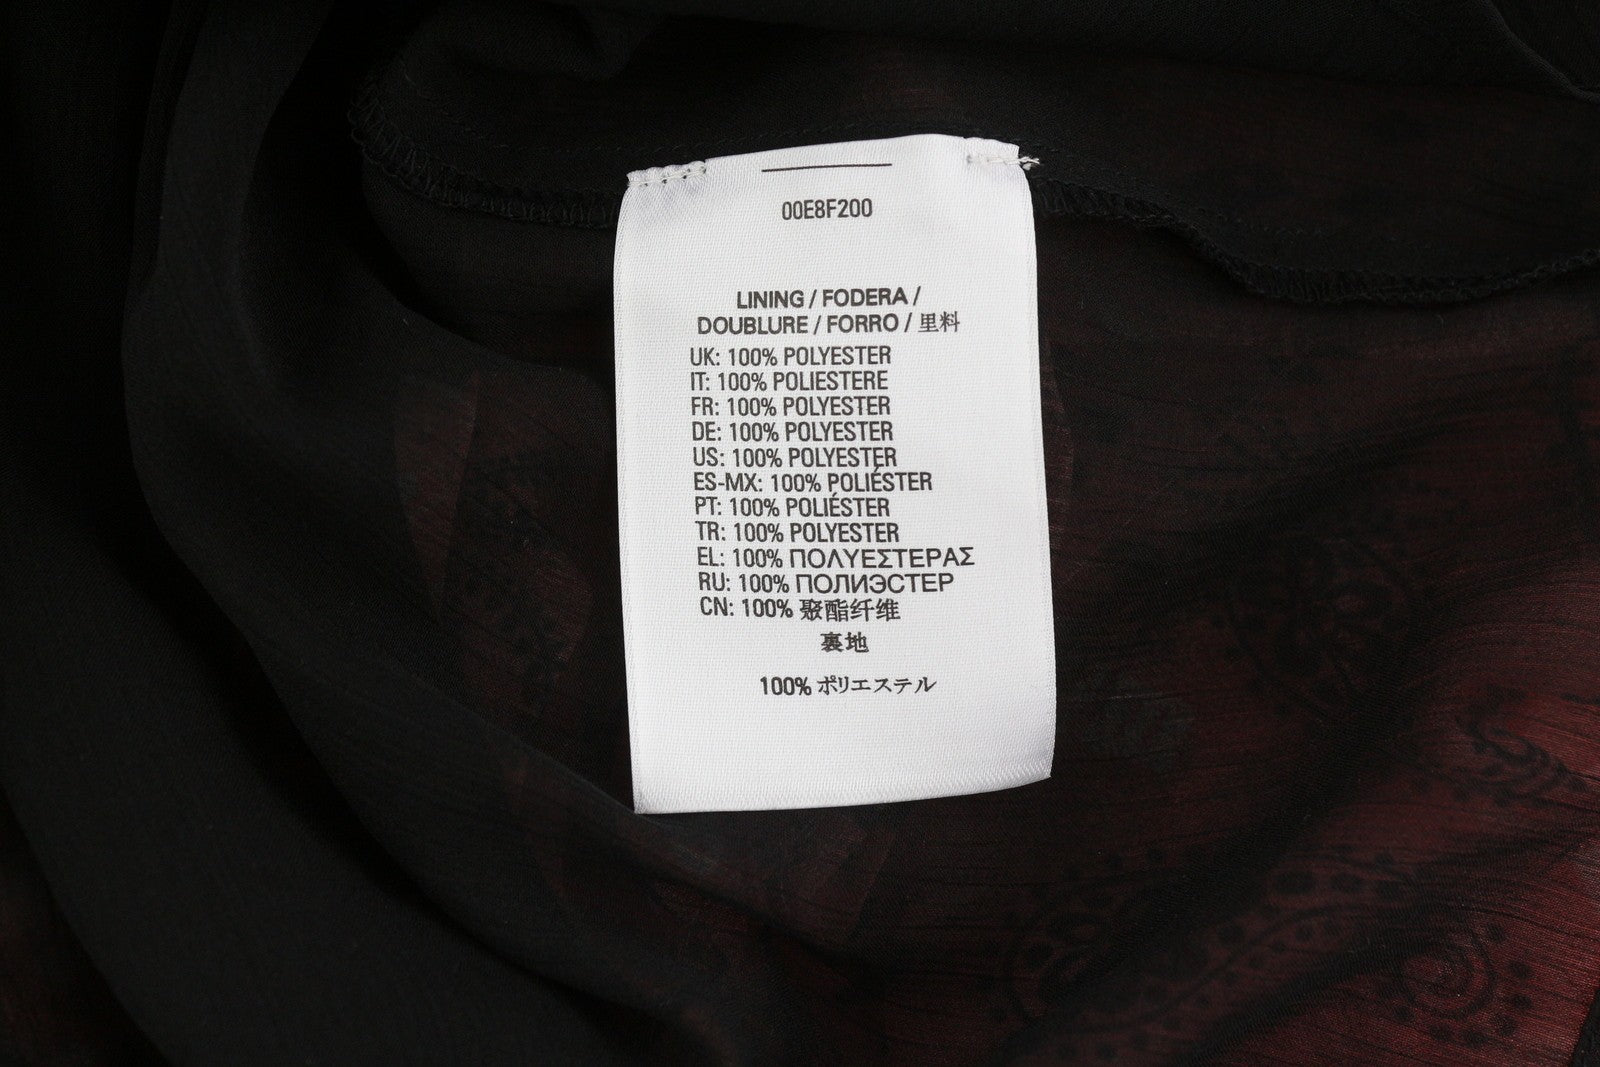 00E8F200
LINING / FODERA /
DOUBLURE / FORRO / 里料
UK: 100% POLYESTER
IT: 100% POLIESTERE
FR: 100% POLYESTER
DE: 100% POLYESTER
US: 100% POLYESTER
ES-MX: 100% POLIÉSTER
PT: 100% POLIÉSTER
TR: 100% POLYESTER
EL: 100% ΠΟΛΥΕΣΤΕΡΑΣ
RU: 100% ПОЛИЭСТЕР
CN: 100% 聚酯纤维
裏地
100% ポリエステル